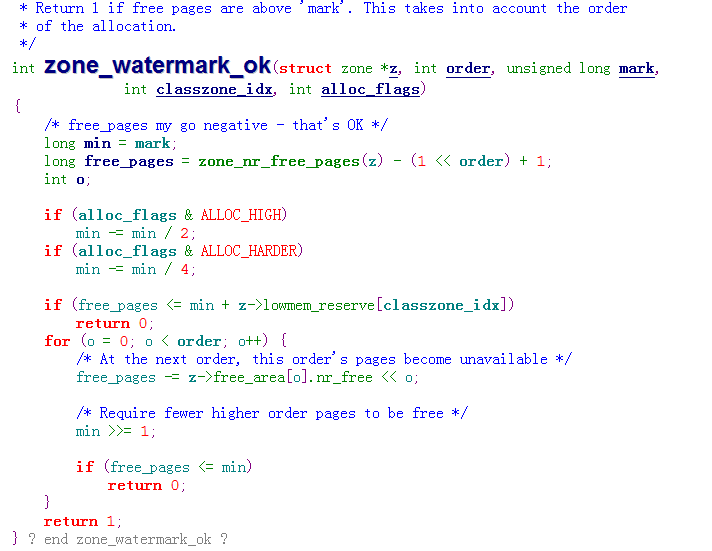 * Return 1 if free pages are above 'mark'. This takes into account the order
* of the allocation.
*/
int zone_watermark_ok(struct zone *z, int order, unsigned long mark,
int classzone_idx, int alloc_flags)
{
/* free_pages my go negative - that's OK */
long min = mark;
long free_pages = zone_nr_free_pages(z) - (1 << order) + 1;
int o;
if (alloc_flags & ALLOC_HIGH)
min -= min / 2;
if (alloc_flags & ALLOC_HARDER)
min -= min / 4;
if (free_pages <= min + z->lowmem_reserve[classzone_idx])
return 0;
for (o = 0; o < order; o++) {
/* At the next order, this order's pages become unavailable */
free_pages -= z->free_area[o].nr_free << o;
/* Require fewer higher order pages to be free */
min >>= 1;
if (free_pages <= min)
return 0;
}
return 1;
} ? end zone_watermark_ok ?